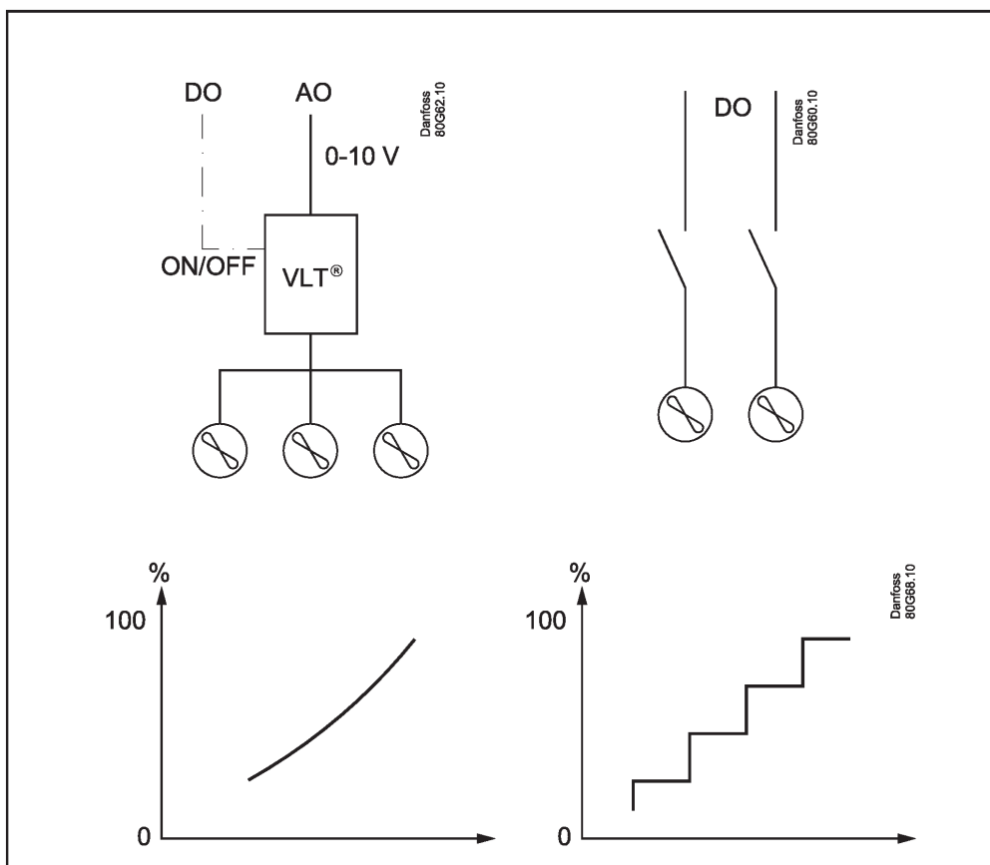 DO
AO
Danfoss
80G62.10
0-10 V
ON/OFF
VLT®
DO
Danfoss
80G60.10
%
100
0
%
100
0
Danfoss
80G68.10